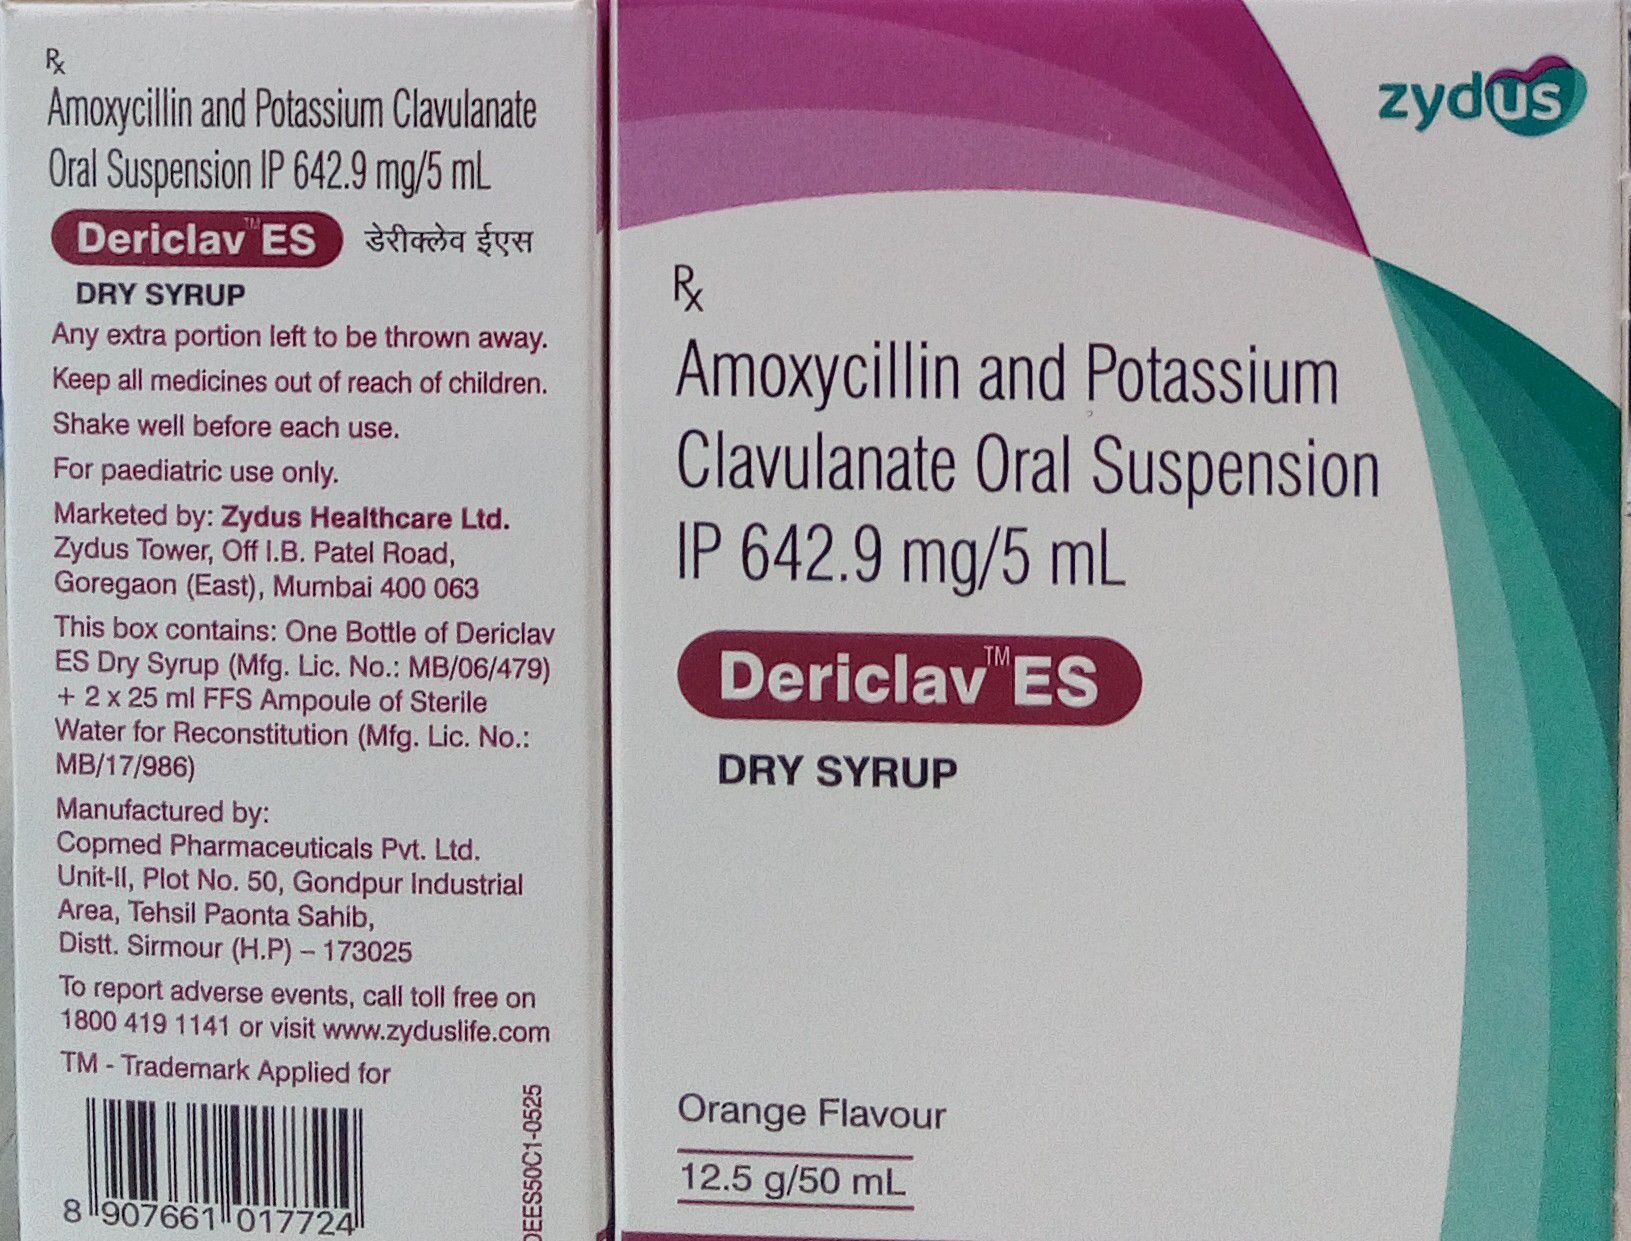 Rx
Amoxycillin and Potassium Clavulanate
Oral Suspension IP 642.9 mg/5 mL
Dericlav™ ES डेरीक्लेव ईएस
DRY SYRUP
Any extra portion left to be thrown away.
Keep all medicines out of reach of children.
Shake well before each use.
For paediatric use only.
Marketed by: Zydus Healthcare Ltd.
Zydus Tower, Off I.B. Patel Road,
Goregaon (East), Mumbai 400 063
This box contains: One Bottle of Dericlav
ES Dry Syrup (Mfg. Lic. No.: MB/06/479)
+ 2 x 25 ml FFS Ampoule of Sterile
Water for Reconstitution (Mfg. Lic. No.:
MB/17/986)
Manufactured by:
Copmed Pharmaceuticals Pvt. Ltd.
Unit-II, Plot No. 50, Gondpur Industrial
Area, Tehsil Paonta Sahib,
Distt. Sirmour (H.P) – 173025
To report adverse events, call toll free on
1800 419 1141 or visit www.zyduslife.com
TM - Trademark Applied for
8 907661 017724
DEES50C1-0525
zydus
Rx
Amoxycillin and Potassium
Clavulanate Oral Suspension
IP 642.9 mg/5 mL
Dericlav™ ES
DRY SYRUP
Orange Flavour
12.5 g/50 mL